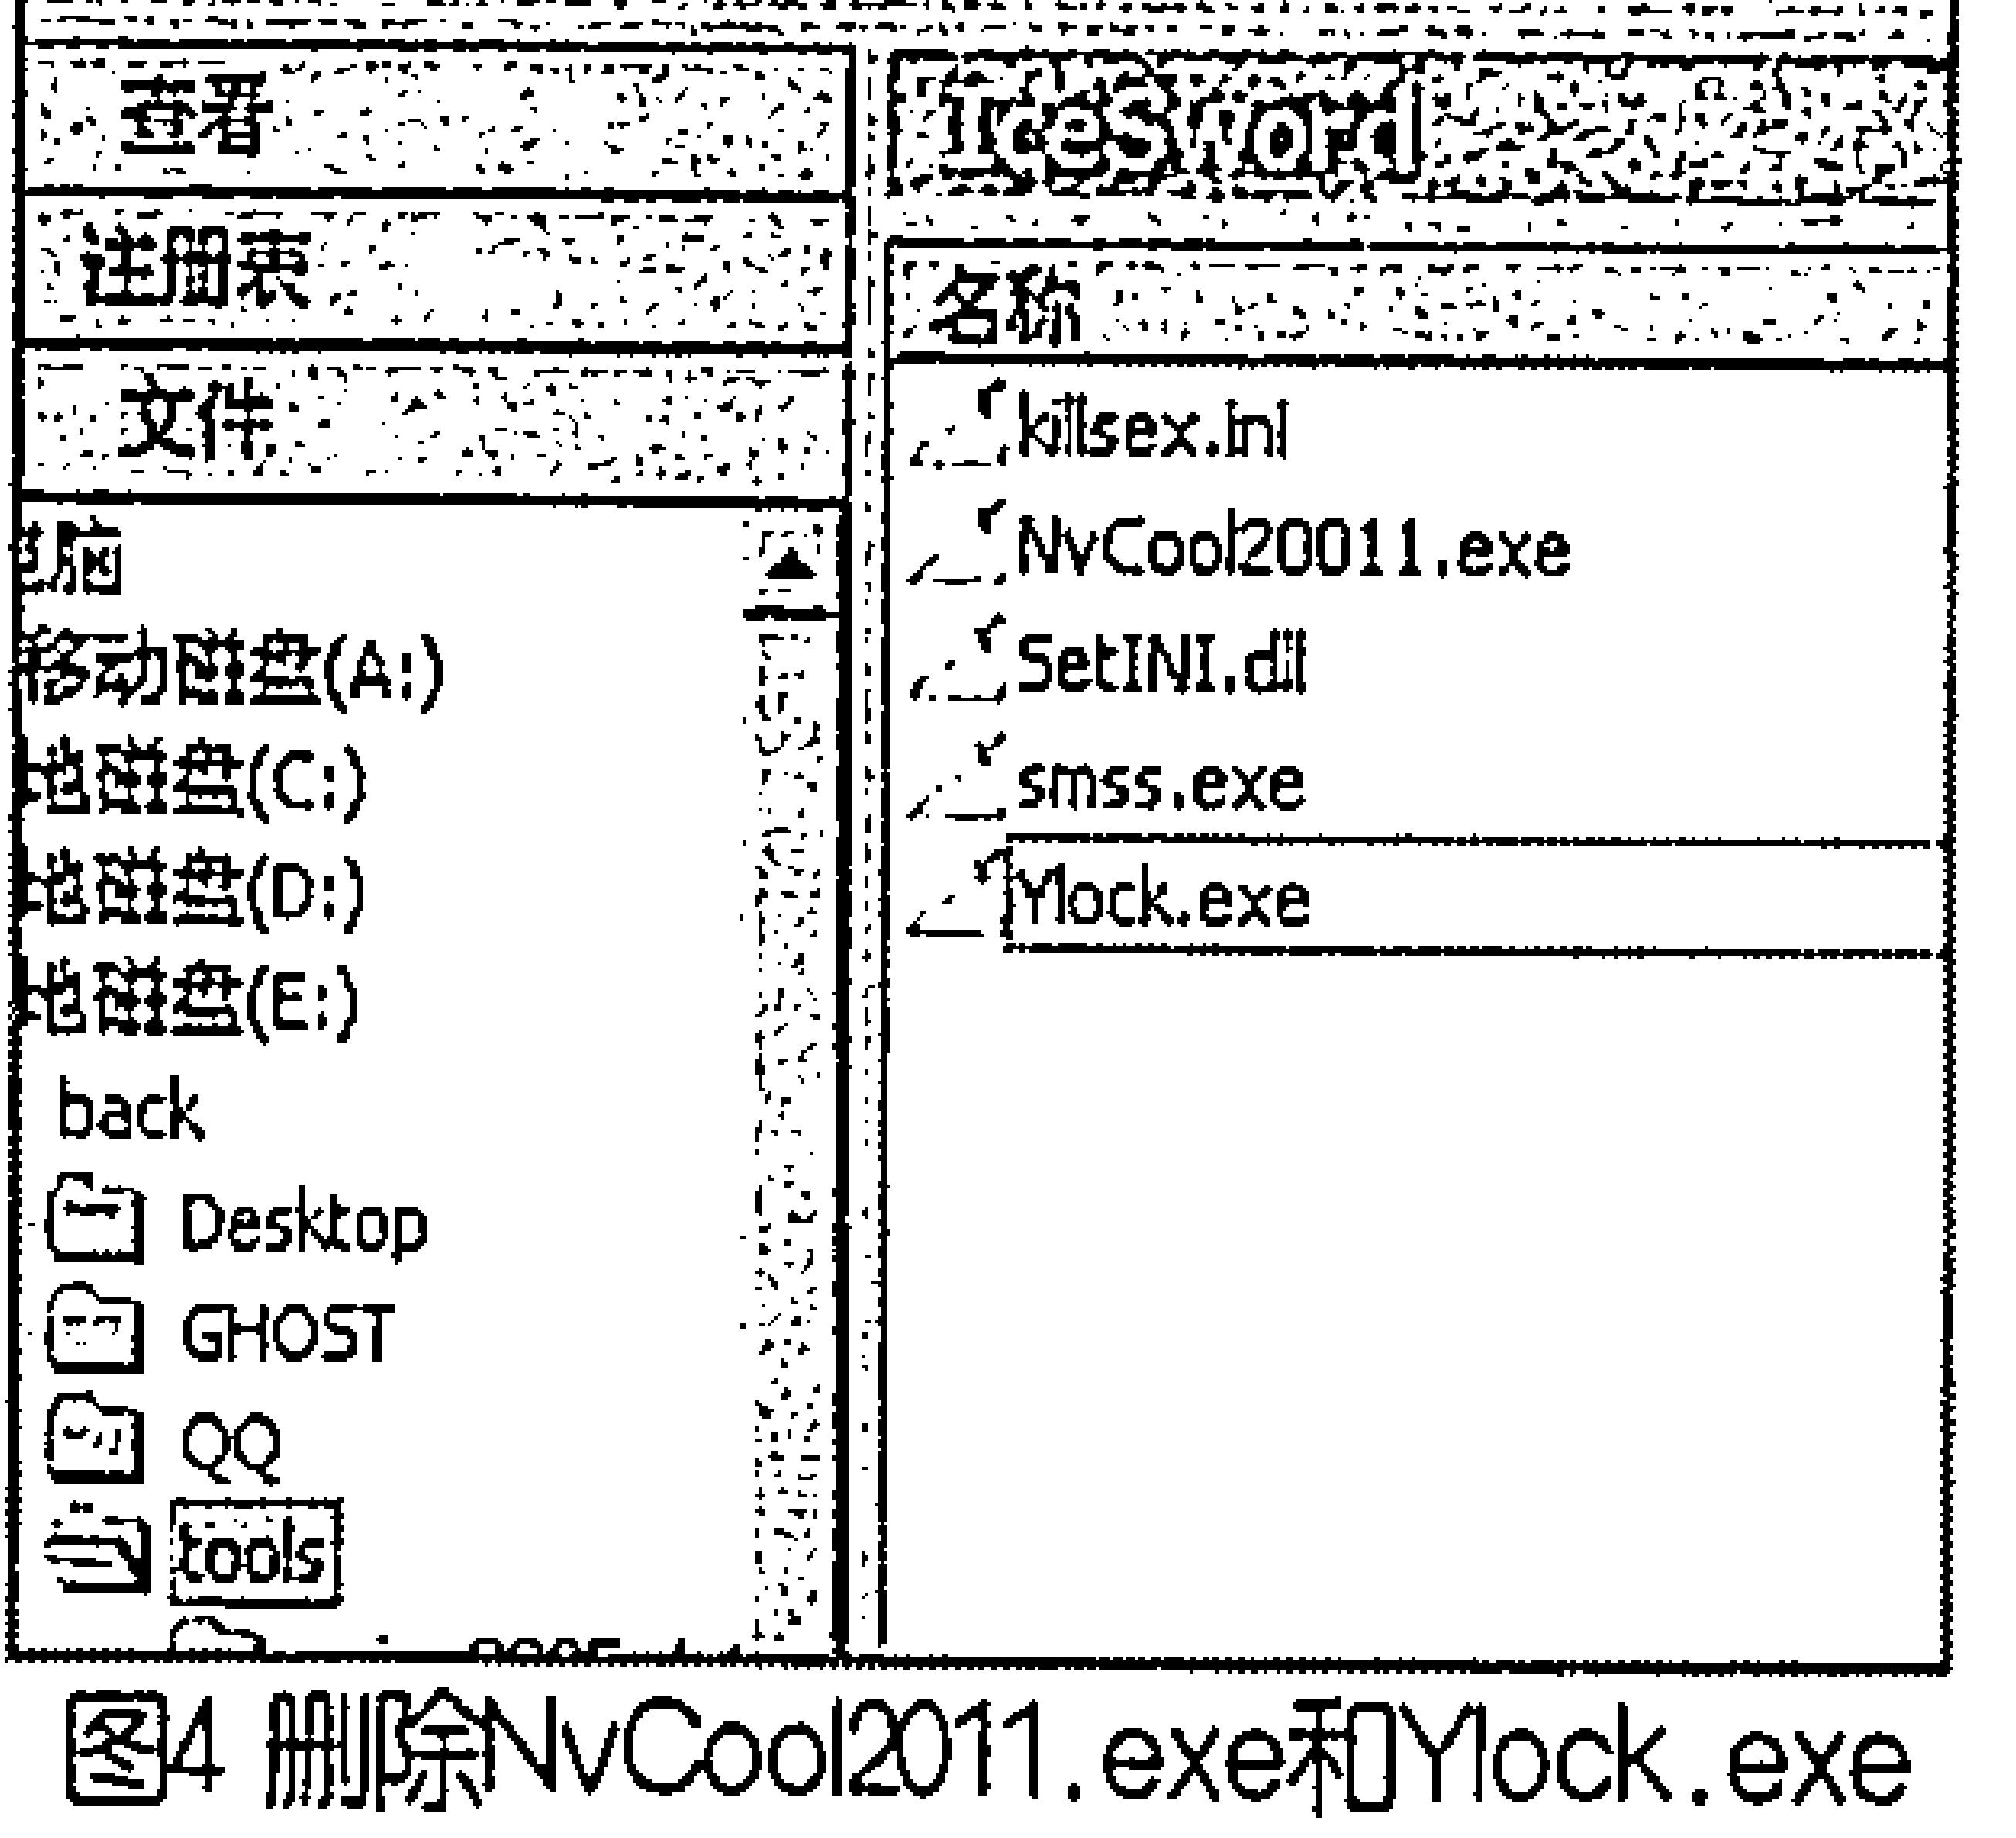 查看
注册表
文件
电脑
移动磁盘(A:)
地磁盘(C:)
地磁盘(D:)
地磁盘(E:)
back
Desktop
GHOST
QQ
tools
IceSword
名称
killsex.ini
NvCool20011.exe
SetINI.dll
smss.exe
Ylock.exe
图4 删除NvCool2011.exe和Ylock.exe